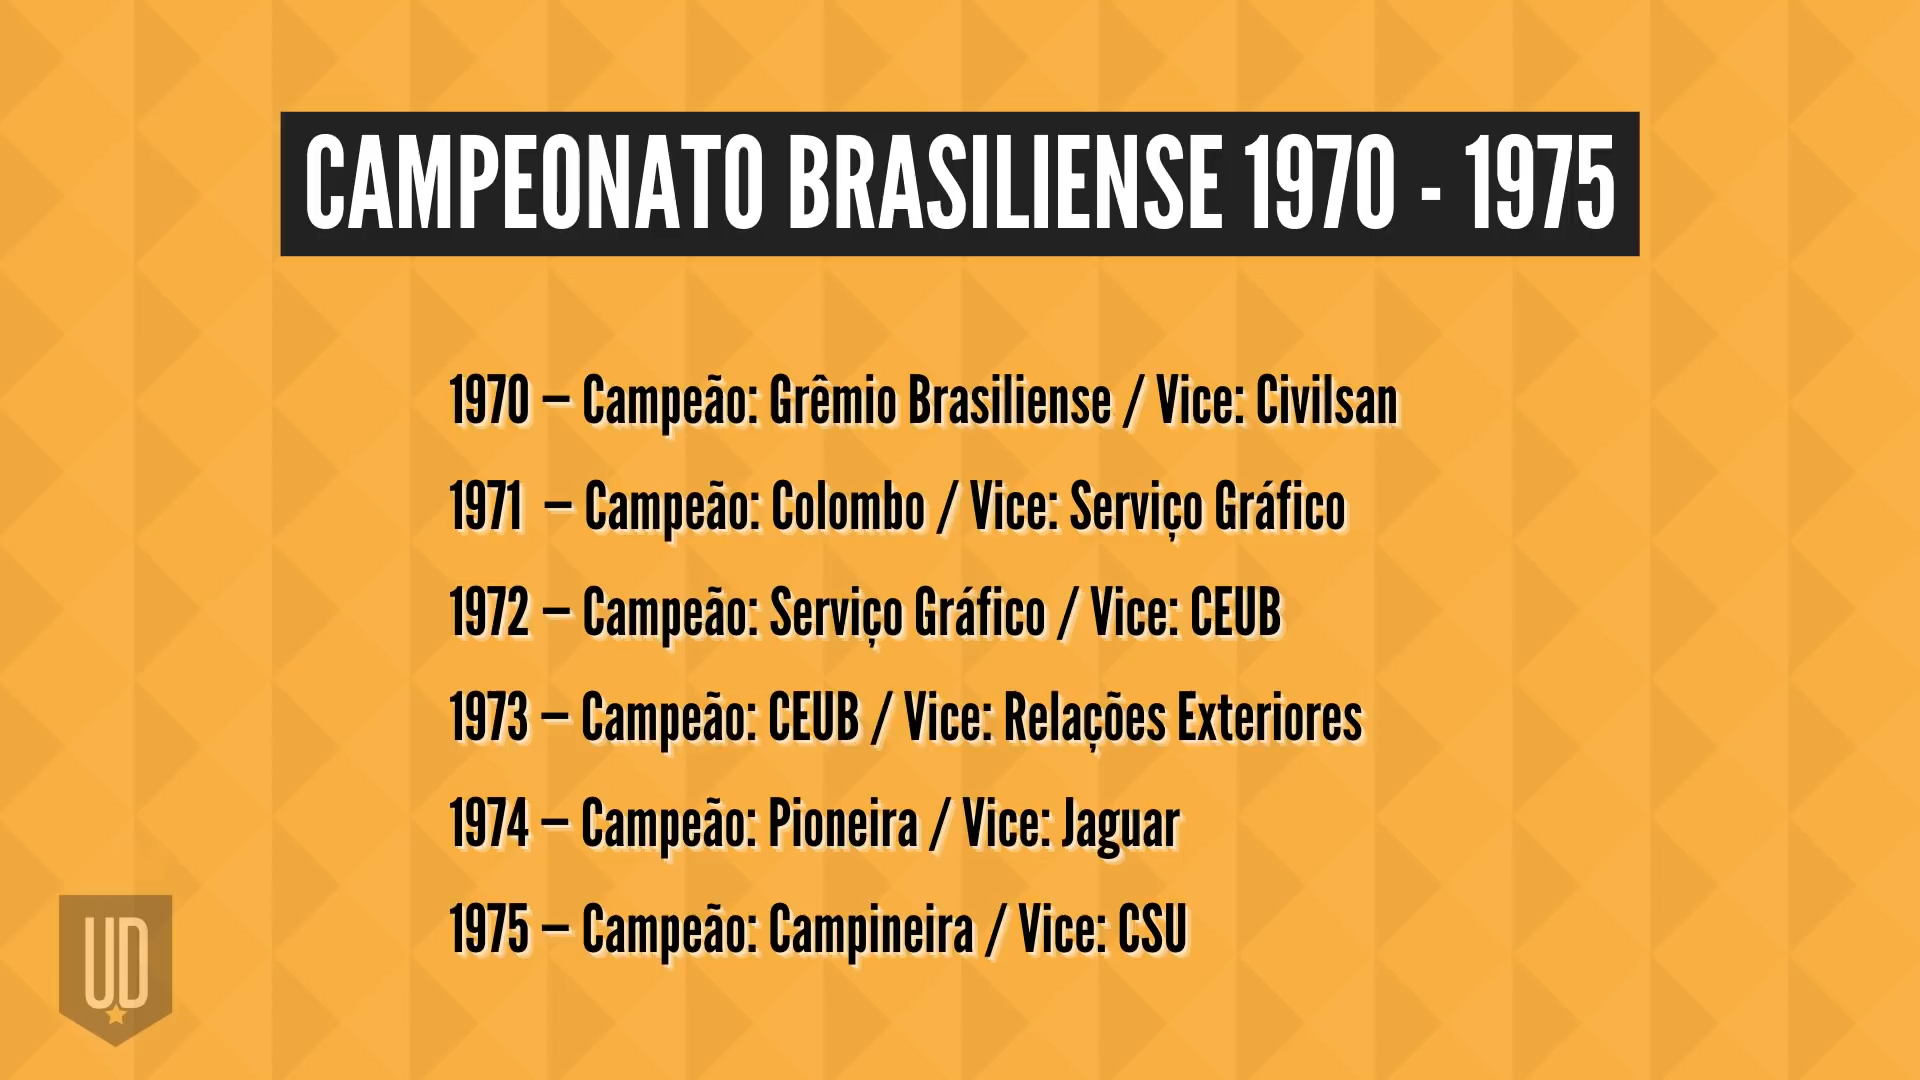 CAMPEONATO BRASILIENSE 1970 - 1975
1970 – Campeão: Grêmio Brasiliense / Vice: Civilsan
1971 – Campeão: Colombo / Vice: Serviço Gráfico
1972 – Campeão: Serviço Gráfico / Vice: CEUB
1973 – Campeão: CEUB / Vice: Relações Exteriores
1974 – Campeão: Pioneira / Vice: Jaguar
1975 – Campeão: Campineira / Vice: CSU
UD